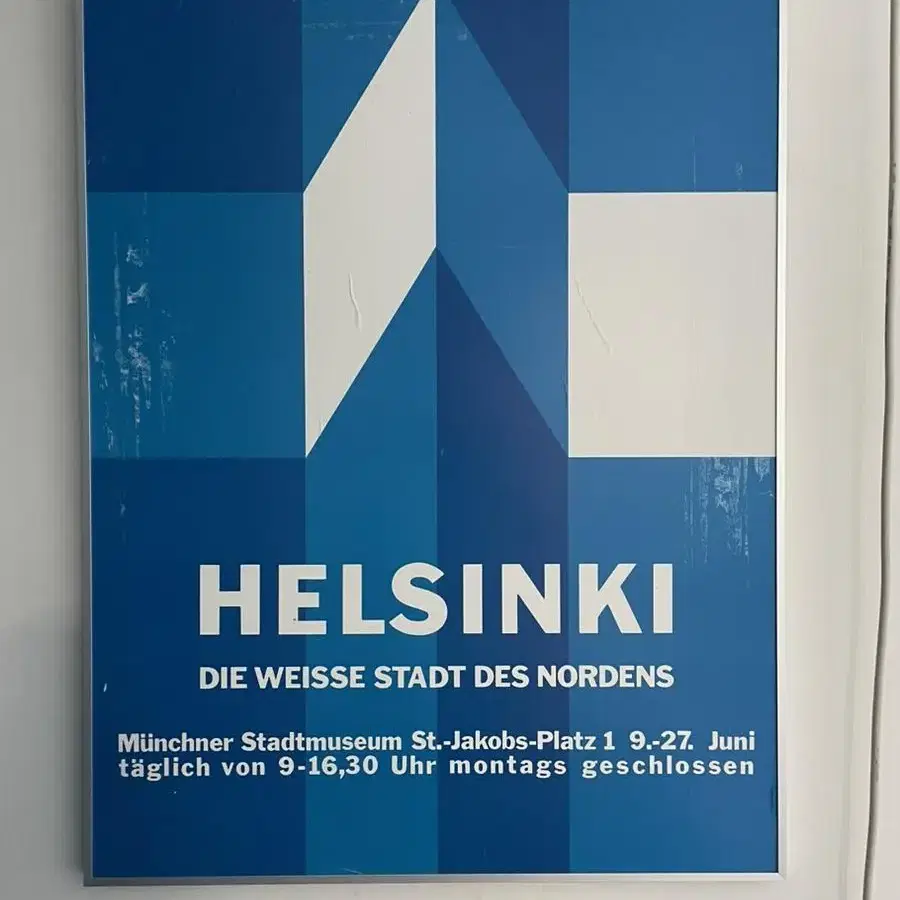 HELSINKI
DIE WEISSE STADT DES NORDENS
Münchner Stadtmuseum St.-Jakobs-Platz 1 9.-27. Juni
täglich von 9-16,30 Uhr montags geschlossen